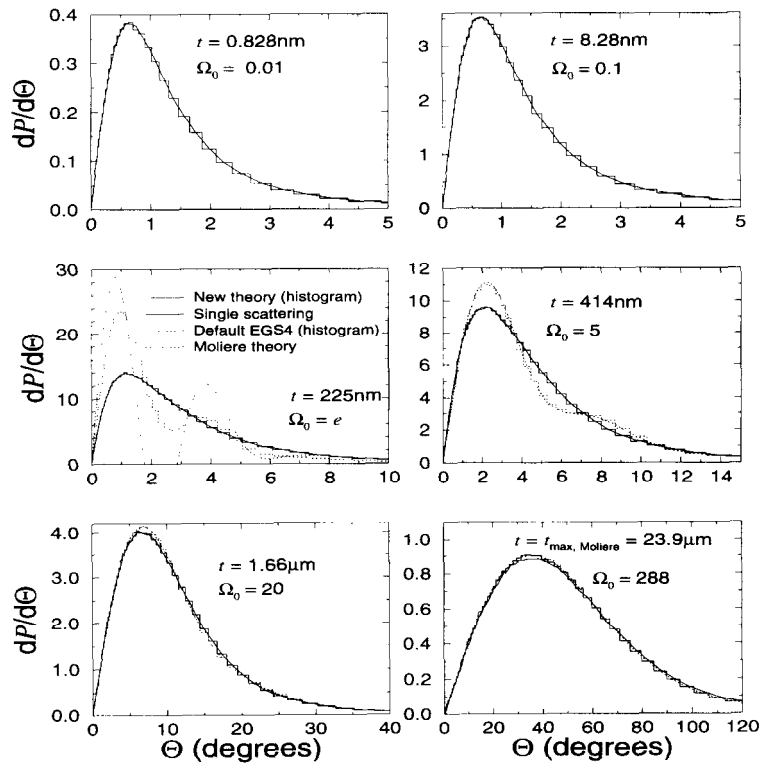 0.4
0.3
0.2
0.1
0.0
dP/dΘ
t = 0.828nm
Ω₀ = 0.01
0 1 2 3 4 5
3
2
1
0
t = 8.28nm
Ω₀ = 0.1
0 1 2 3 4 5
30
20
10
0
dP/dΘ
New theory (histogram)
Single scattering
Default EGS4 (histogram)
Moliere theory
t = 225nm
Ω₀ = e
0 2 4 6 8 10
12
10
8
6
4
2
0
t = 414nm
Ω₀ = 5
0 2 4 6 8 10 12 14
4.0
3.0
2.0
1.0
0.0
dP/dΘ
t = 1.66μm
Ω₀ = 20
0 10 20 30 40
Θ (degrees)
1.0
0.8
0.6
0.4
0.2
0.0
t = t max, Moliere = 23.9μm
Ω₀ = 288
0 20 40 60 80 100 120
Θ (degrees)